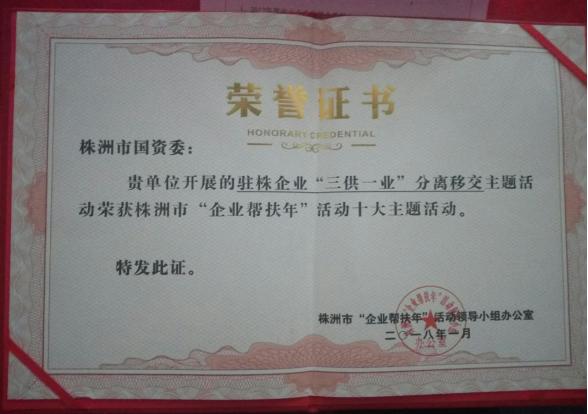 荣誉证书
HONORARY CREDENTIAL
株洲市国资委：
贵单位开展的驻株企业“三供一业”分离移交主题活
动荣获株洲市“企业帮扶年”活动十大主题活动。
特发此证。
株洲市“企业帮扶年”活动领导小组办公室
二〇一八年一月
办公室